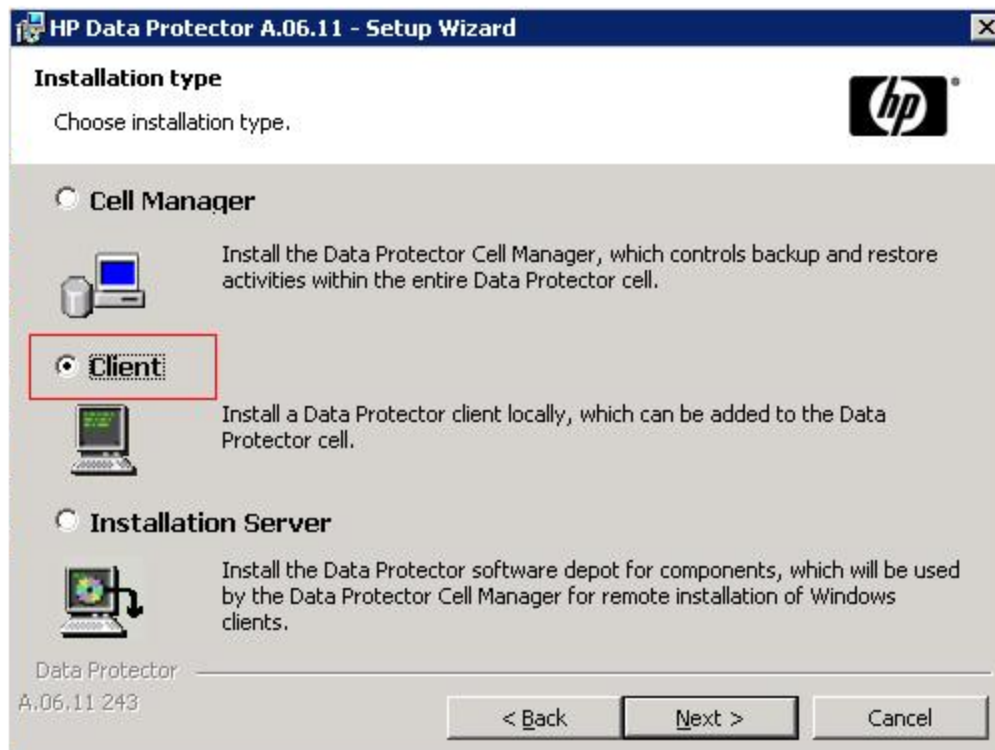 HP Data Protector A.06.11 - Setup Wizard
Installation type
Choose installation type.
hp
Cell Manager
Install the Data Protector Cell Manager, which controls backup and restore
activities within the entire Data Protector cell.
Client
Install a Data Protector client locally, which can be added to the Data
Protector cell.
Installation Server
Install the Data Protector software depot for components, which will be used
by the Data Protector Cell Manager for remote installation of Windows
clients.
Data Protector
A.06.11 243
< Back
Next >
Cancel